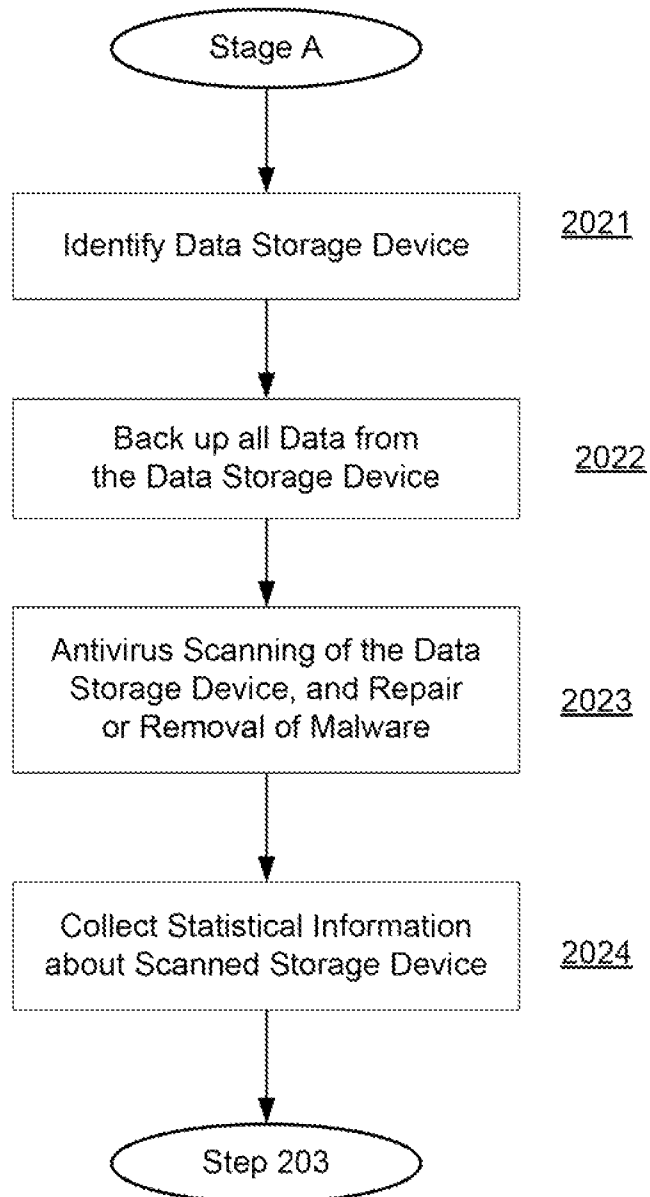 Stage A
Identify Data Storage Device
2021
Back up all Data from
the Data Storage Device
2022
Antivirus Scanning of the Data
Storage Device, and Repair
or Removal of Malware
2023
Collect Statistical Information
about Scanned Storage Device
2024
Step 203